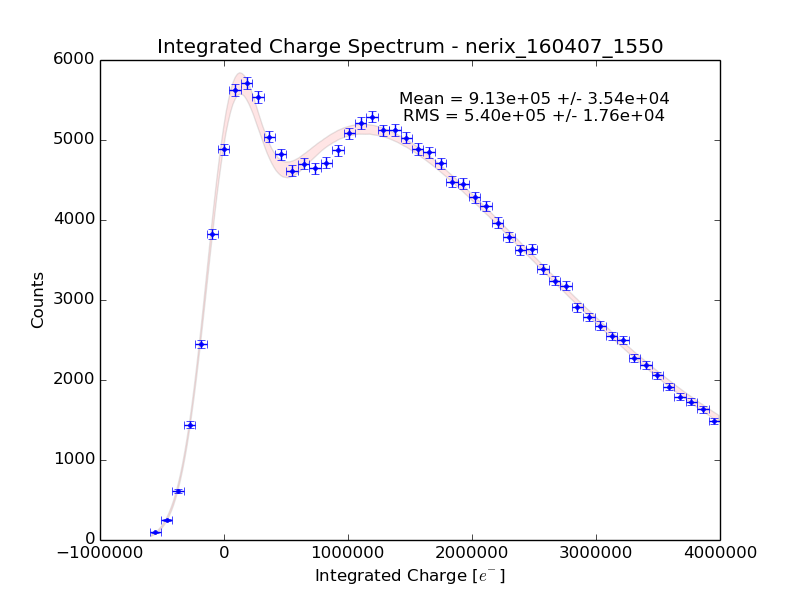 Integrated Charge Spectrum - nerix_160407_1550
6000
Mean = 9.13e+05 +/- 3.54e+04
RMS = 5.40e+05 +/- 1.76e+04
5000
4000
3000
2000
1000
0
Counts
−1000000 0 1000000 2000000 3000000 4000000
Integrated Charge [e⁻]